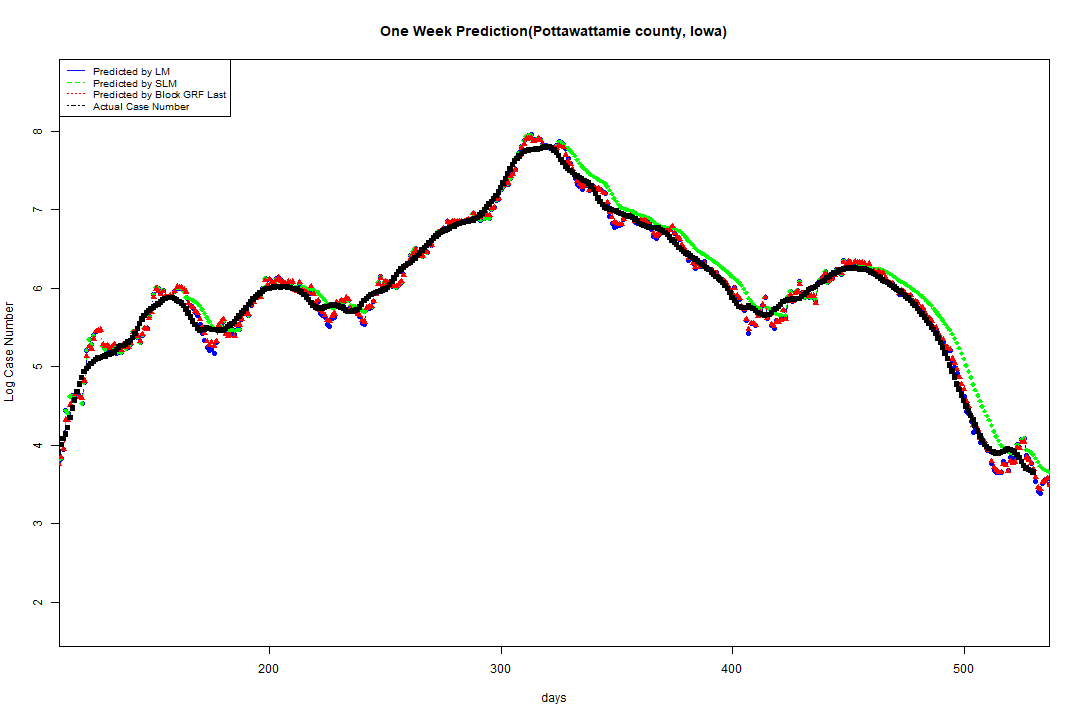 One Week Prediction(Pottawattamie county, Iowa)
Predicted by LM
Predicted by SLM
Predicted by Block GRF Last
Actual Case Number
Log Case Number
8
7
6
5
4
3
2
200
300
400
500
days